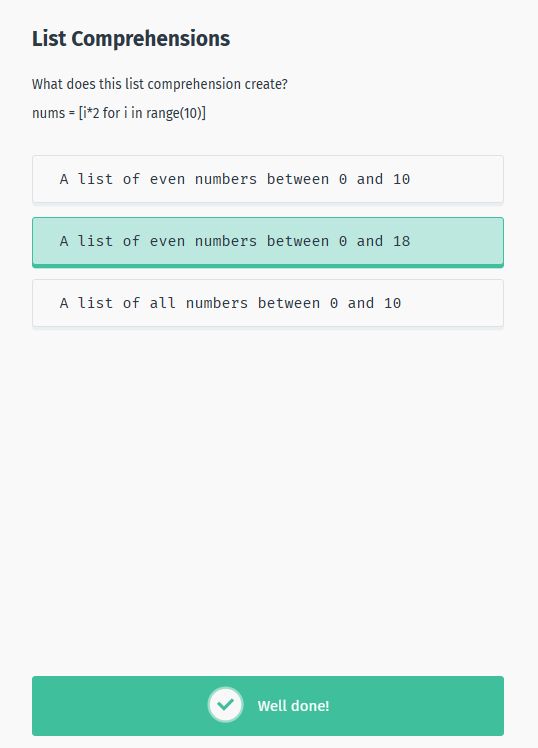 List Comprehensions
What does this list comprehension create?
nums = [i*2 for i in range(10)]
A list of even numbers between 0 and 10
A list of even numbers between 0 and 18
A list of all numbers between 0 and 10
Well done!